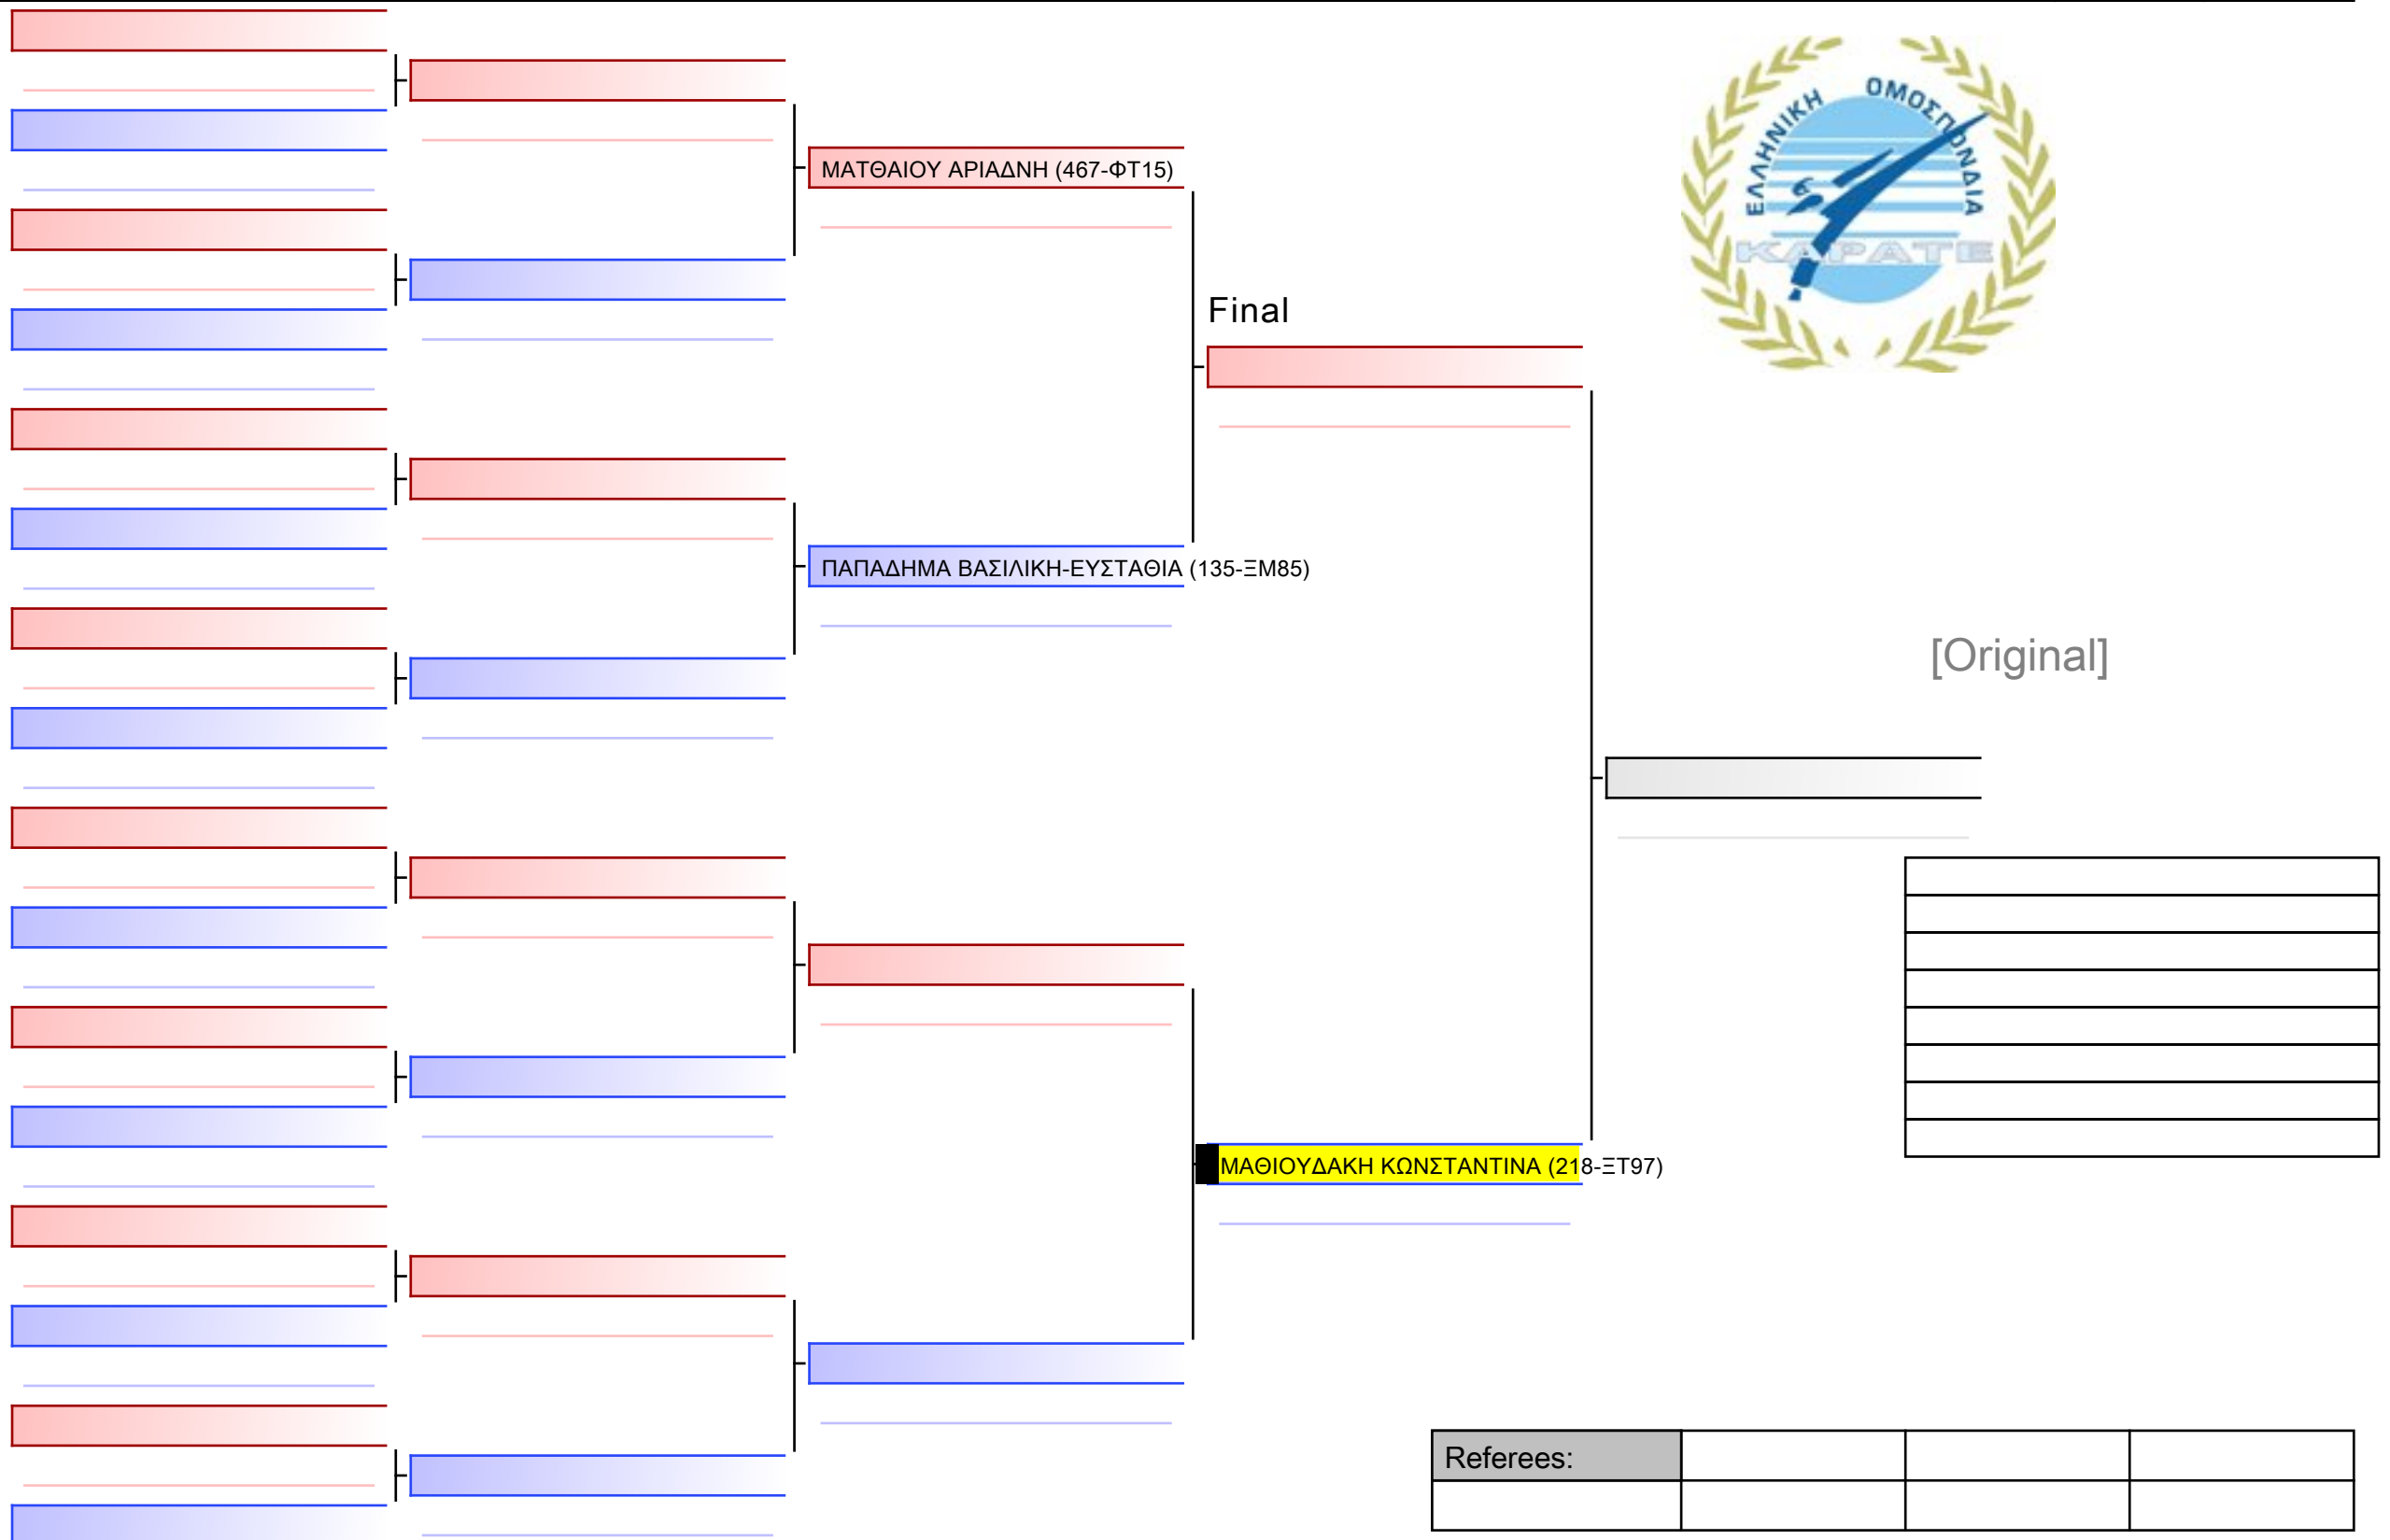 ΕΛΛΗΝΙΚΗ ΟΜΟΣΠΟΝΔΙΑ
ΚΑΡΑΤΕ
ΜΑΤΘΑΙΟΥ ΑΡΙΑΔΝΗ (467-ΦΤ15)
Final
ΠΑΠΑΔΗΜΑ ΒΑΣΙΛΙΚΗ-ΕΥΣΤΑΘΙΑ (135-ΞΜ85)
[Original]
ΜΑΘΙΟΥΔΑΚΗ ΚΩΝΣΤΑΝΤΙΝΑ (218-ΞΤ97)
Referees: